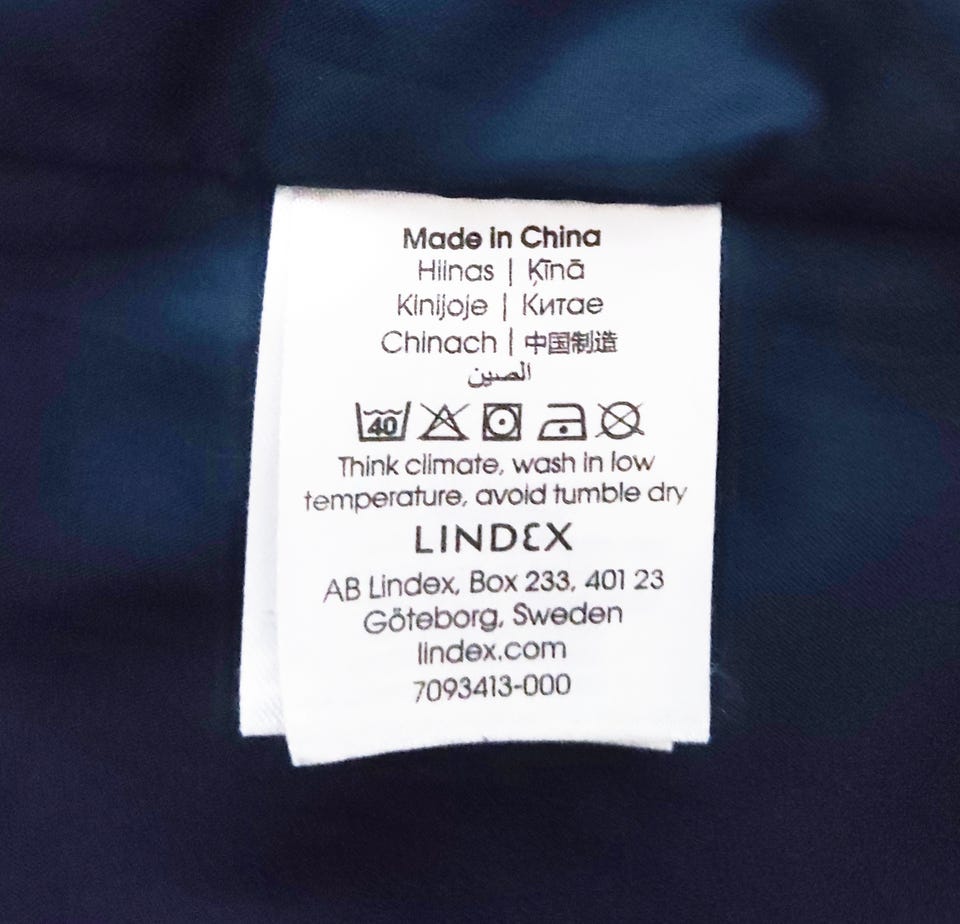 Made in China
Hiinas | Ķīnā
Kinijoje | Китае
Chinach | 中国制造
الصين
40
Think climate, wash in low
temperature, avoid tumble dry
LINDEX
AB Lindex, Box 233, 401 23
Göteborg, Sweden
lindex.com
7093413-000